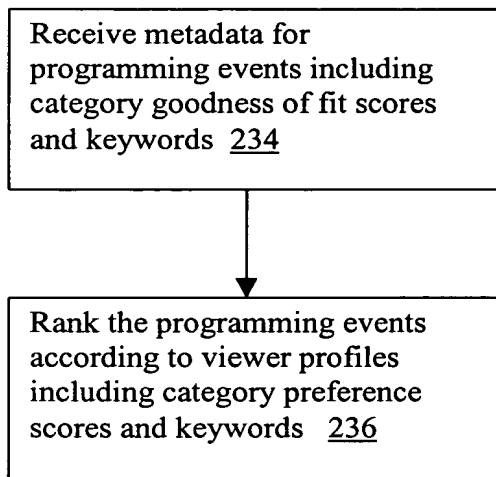 Receive metadata for
programming events including
category goodness of fit scores
and keywords 234
Rank the programming events
according to viewer profiles
including category preference
scores and keywords 236